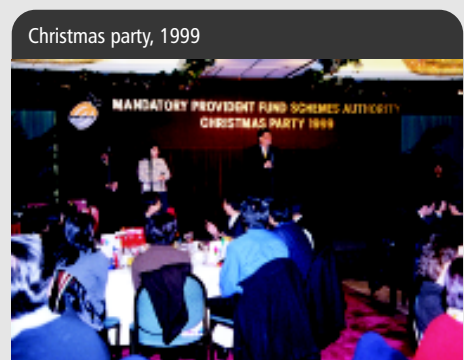 Christmas party, 1999
MANDATORY PROVIDENT FUND SCHEMES AUTHORITY
CHRISTMAS PARTY 1999